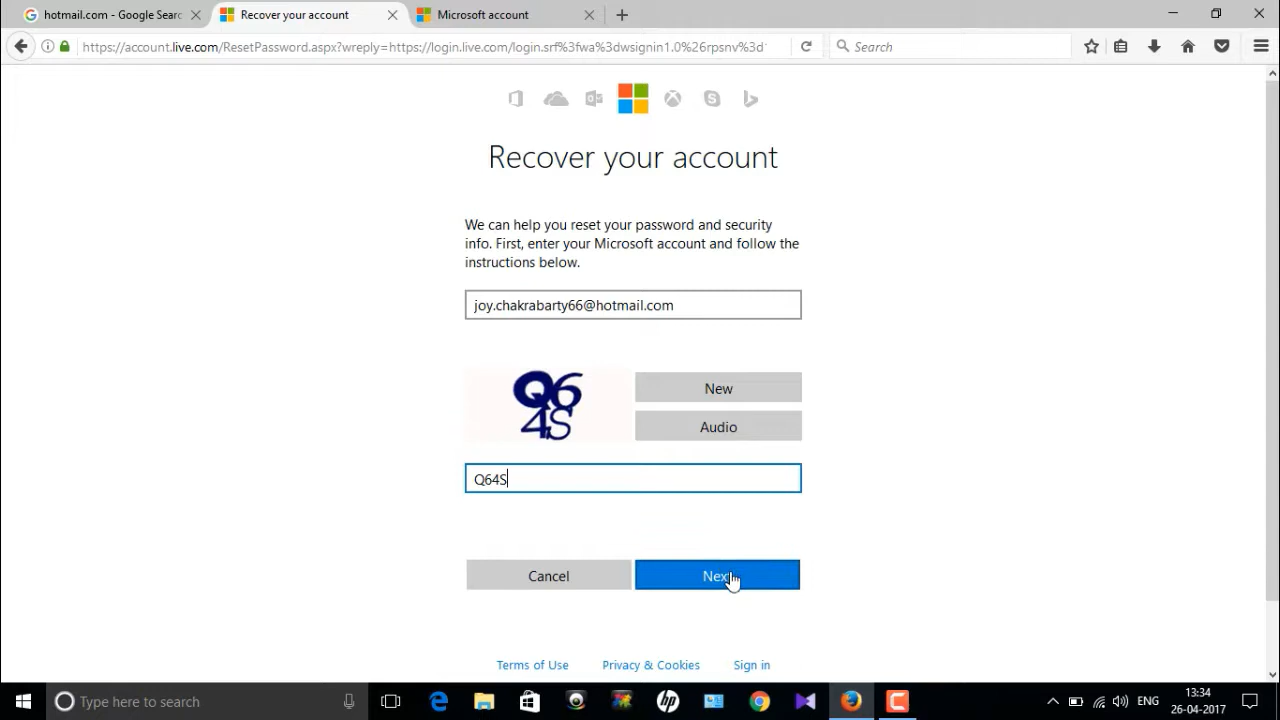 hotmail.com - Google Searc
Recover your account
Microsoft account
https://account.live.com/ResetPassword.aspx?wreply=https://login.live.com/login.srf%3fwa%3dwsignin1.0%26rpsnv%3d
Search
Recover your account
We can help you reset your password and security
info. First, enter your Microsoft account and follow the
instructions below.
joy.chakrabarty66@hotmail.com
Q6
4S
New
Audio
Q64S
Cancel
Next
Terms of Use
Privacy & Cookies
Sign in
Type here to search
hp
ENG
13:34
26-04-2017